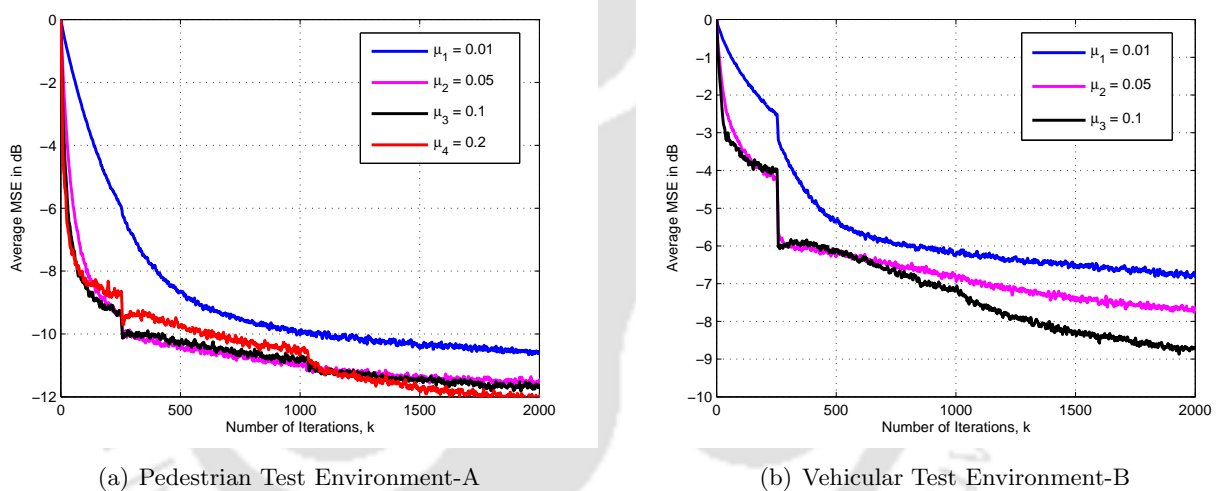 0
−2
−4
−6
−8
−10
−12
0
500
1000
1500
2000
Average MSE in dB
Number of Iterations, k
μ1 = 0.01
μ2 = 0.05
μ3 = 0.1
μ4 = 0.2
(a) Pedestrian Test Environment-A
0
−1
−2
−3
−4
−5
−6
−7
−8
−9
−10
0
500
1000
1500
2000
Average MSE in dB
Number of Iterations, k
μ1 = 0.01
μ2 = 0.05
μ3 = 0.1
(b) Vehicular Test Environment-B